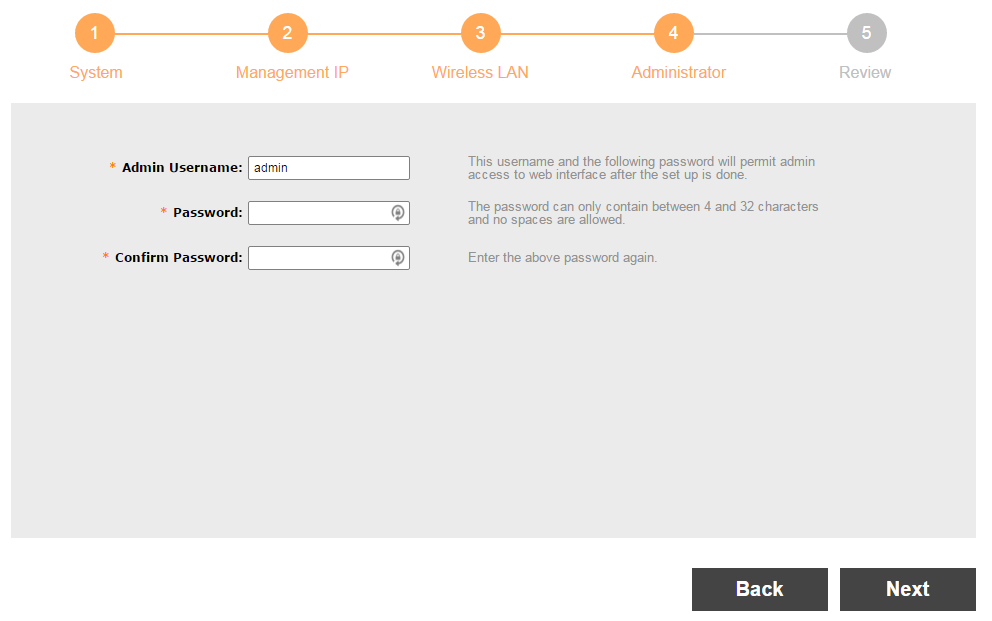 1 2 3 4 5
System Management IP Wireless LAN Administrator Review
* Admin Username: admin
This username and the following password will permit admin
access to web interface after the set up is done.
* Password:
The password can only contain between 4 and 32 characters
and no spaces are allowed.
* Confirm Password:
Enter the above password again.
Back Next